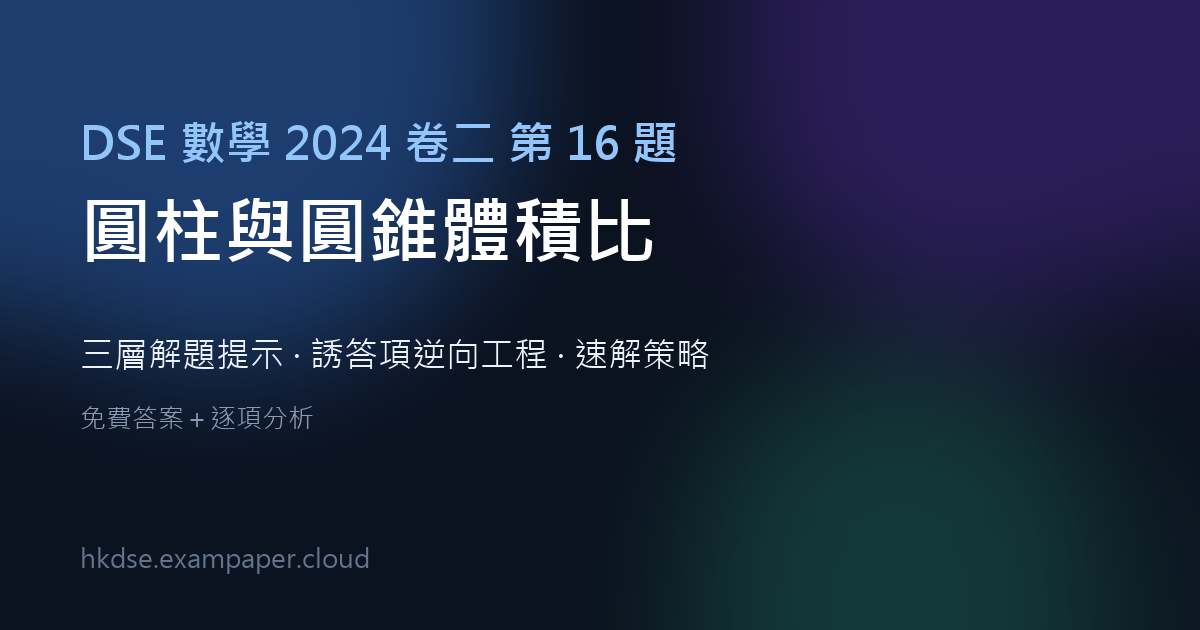 DSE 數學 2024 卷二 第 16 題
圓柱與圓錐體積比
三層解題提示 · 誘答項逆向工程 · 速解策略
免費答案 + 逐項分析
hkdse.exampaper.cloud